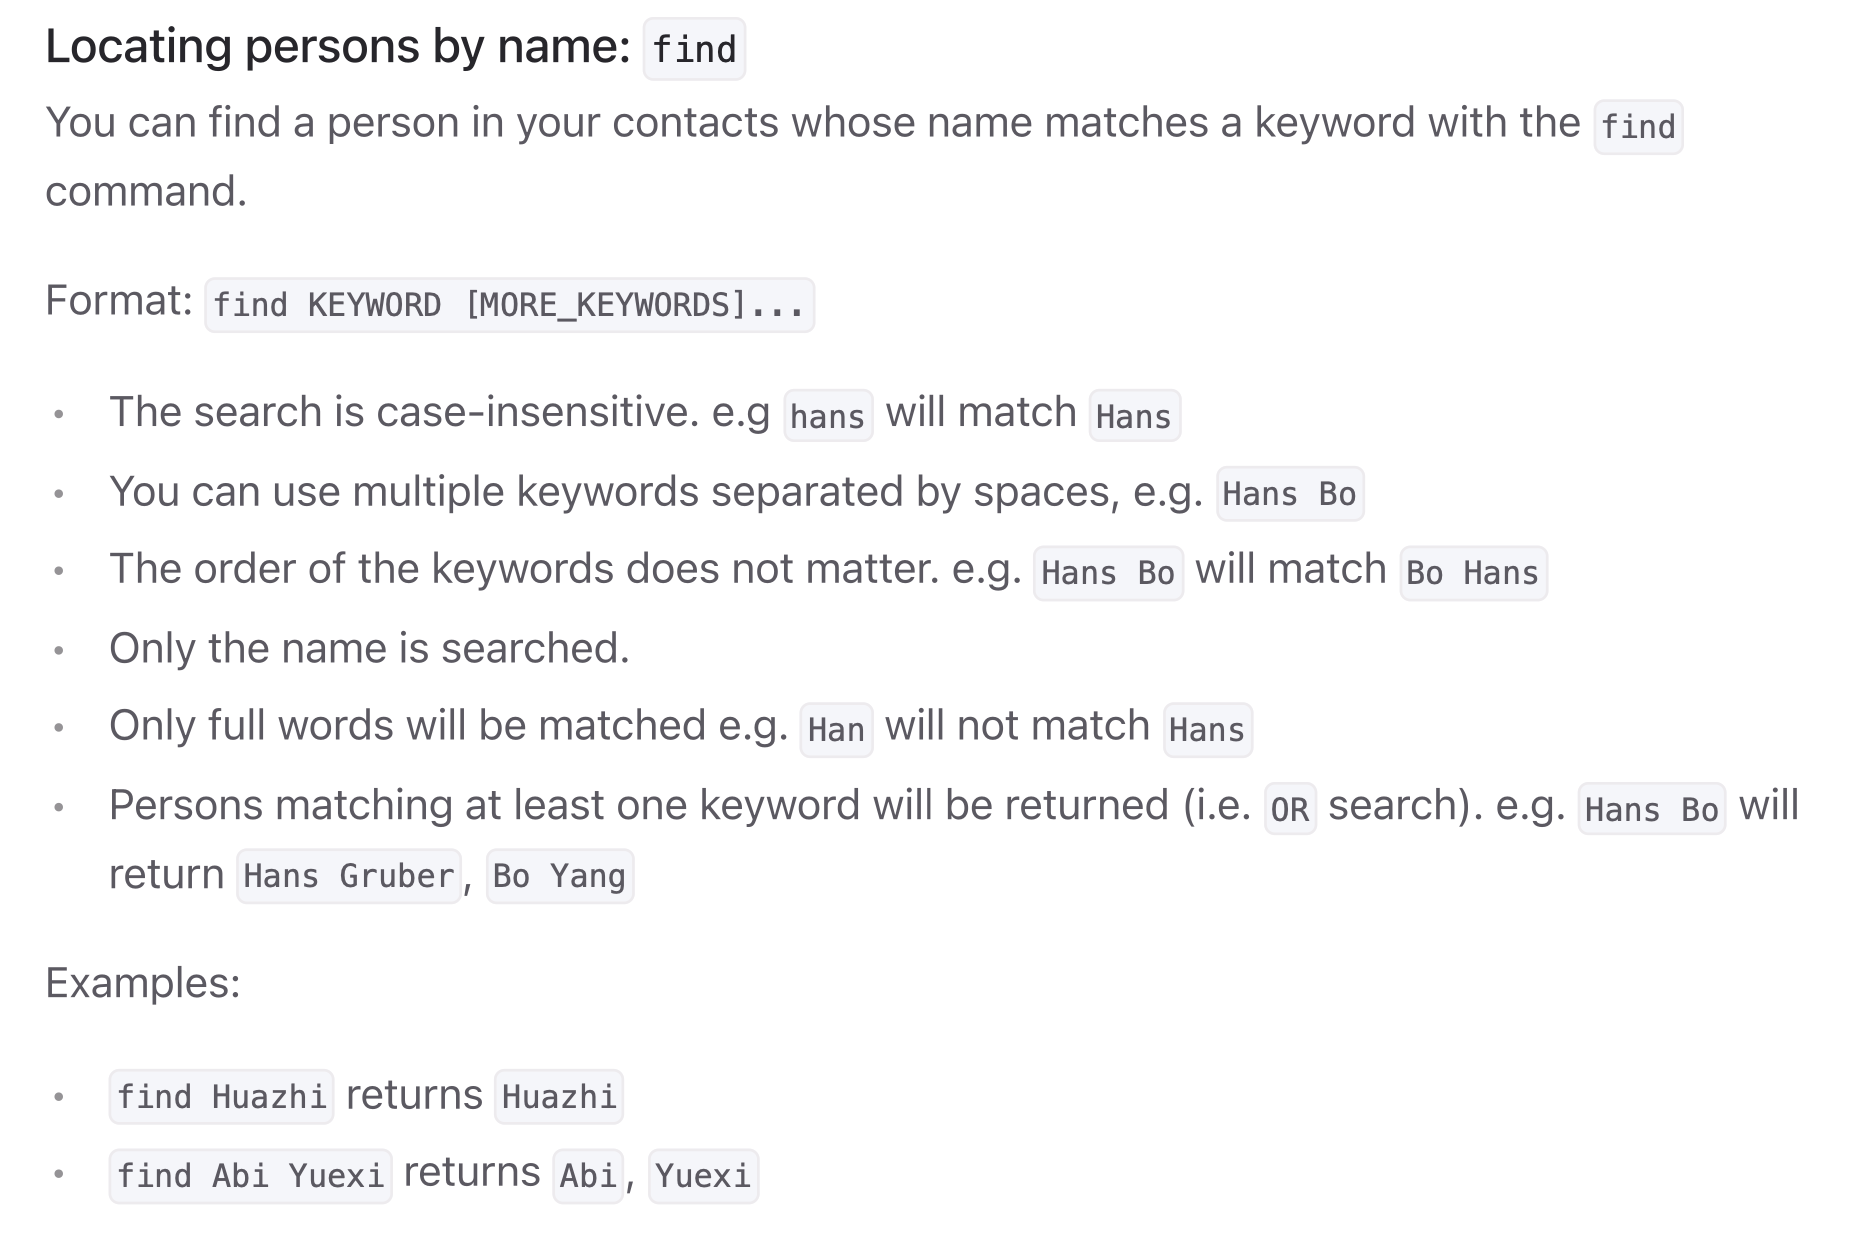 Locating persons by name: find
You can find a person in your contacts whose name matches a keyword with the find
command.
Format: find KEYWORD [MORE_KEYWORDS]...
• The search is case-insensitive. e.g hans will match Hans
• You can use multiple keywords separated by spaces, e.g. Hans Bo
• The order of the keywords does not matter. e.g. Hans Bo will match Bo Hans
• Only the name is searched.
• Only full words will be matched e.g. Han will not match Hans
• Persons matching at least one keyword will be returned (i.e. OR search). e.g. Hans Bo will
return Hans Gruber, Bo Yang
Examples:
• find Huazhi returns Huazhi
• find Abi Yuexi returns Abi, Yuexi